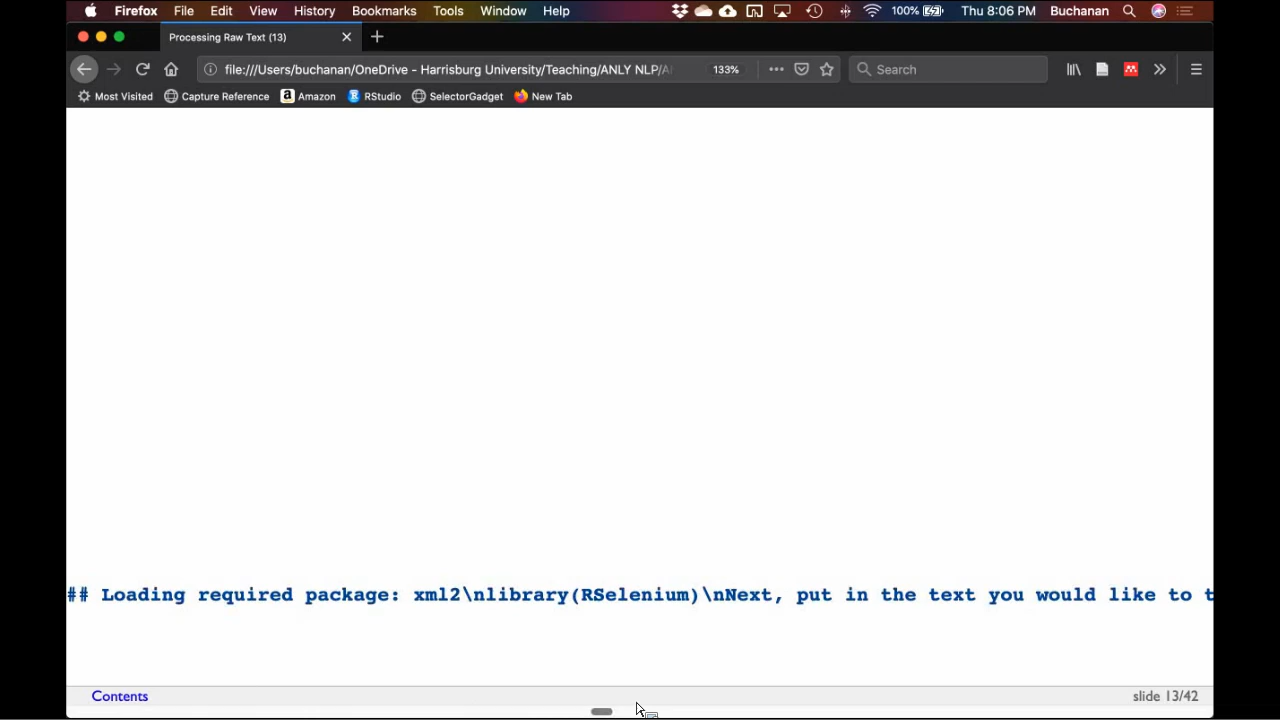 Firefox File Edit View History Bookmarks Tools Window Help 100% Thu 8:06 PM Buchanan
Processing Raw Text (13)
file:///Users/buchanan/OneDrive - Harrisburg University/Teaching/ANLY NLP/A 133% Search
Most Visited Capture Reference Amazon RStudio SelectorGadget New Tab
## Loading required package: xml2\nlibrary(RSelenium)\nNext, put in the text you would like to t
Contents slide 13/42